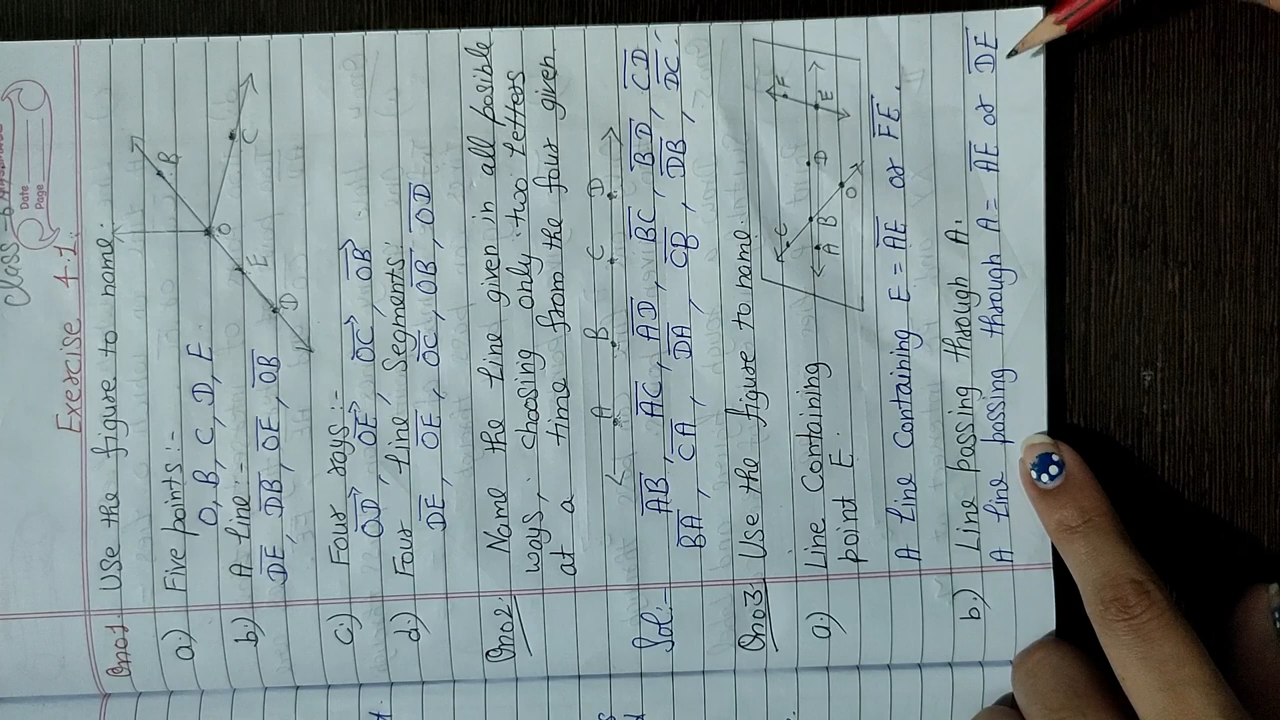 Class - 6
Date
Page
Exercise 4.1
Qno1 Use the figure to name:
a:) Five points:-
O, B, C, D, E.
b:) A line:-
DE, DB, OE, OB
B
O
C
E
D
c:) Four rays:-
OD, OE, OC, OB
d:) Four Line, Segments:
DE, OE, OC, OB, OD
Qno2. Name the Line given in all posible
ways, choosing only two letters
at a time from the four given
A B C D
Sol:- AB, AC, AD, BC, BD, CD
BA, CA, DA, CB, DB, DC,
Qno3 Use the figure to name.
a:) Line Containing
point E.
C F
A B D E
O
A Line Containing E = AE or FE.
b:) Line passing through A.
A Line passing through A = AE or DE